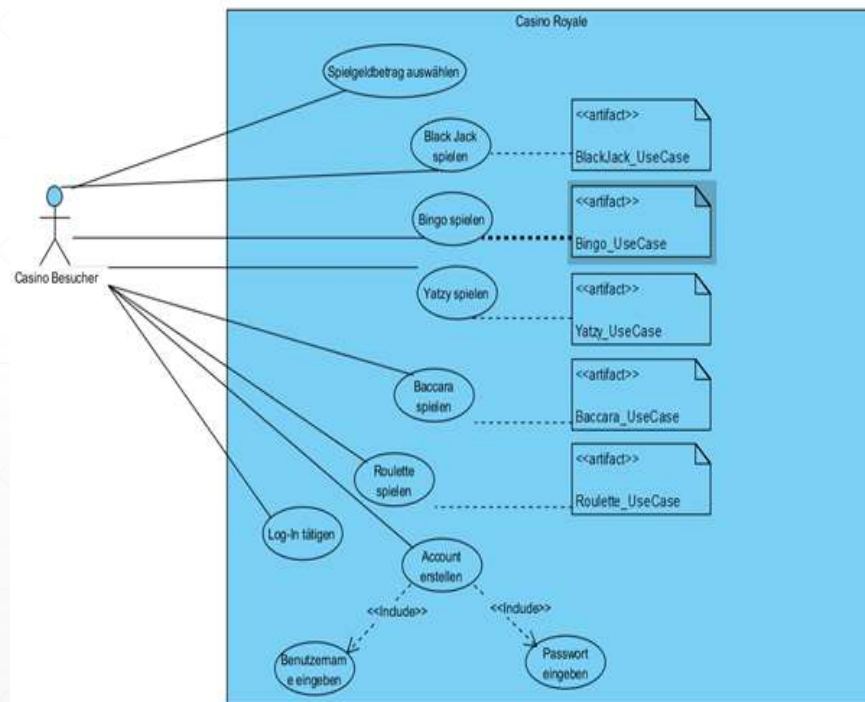 Casino Royale
Spielgeldbetrag auswählen
Black Jack
spielen
<<artifact>>
BlackJack_UseCase
Bingo spielen
<<artifact>>
Bingo_UseCase
Casino Besucher
Yatzy spielen
<<artifact>>
Yatzy_UseCase
Baccara
spielen
<<artifact>>
Baccara_UseCase
Roulette
spielen
<<artifact>>
Roulette_UseCase
Log-In tätigen
Account
erstellen
<<Include>>
<<Include>>
Benutzernam
e eingeben
Passwort
eingeben